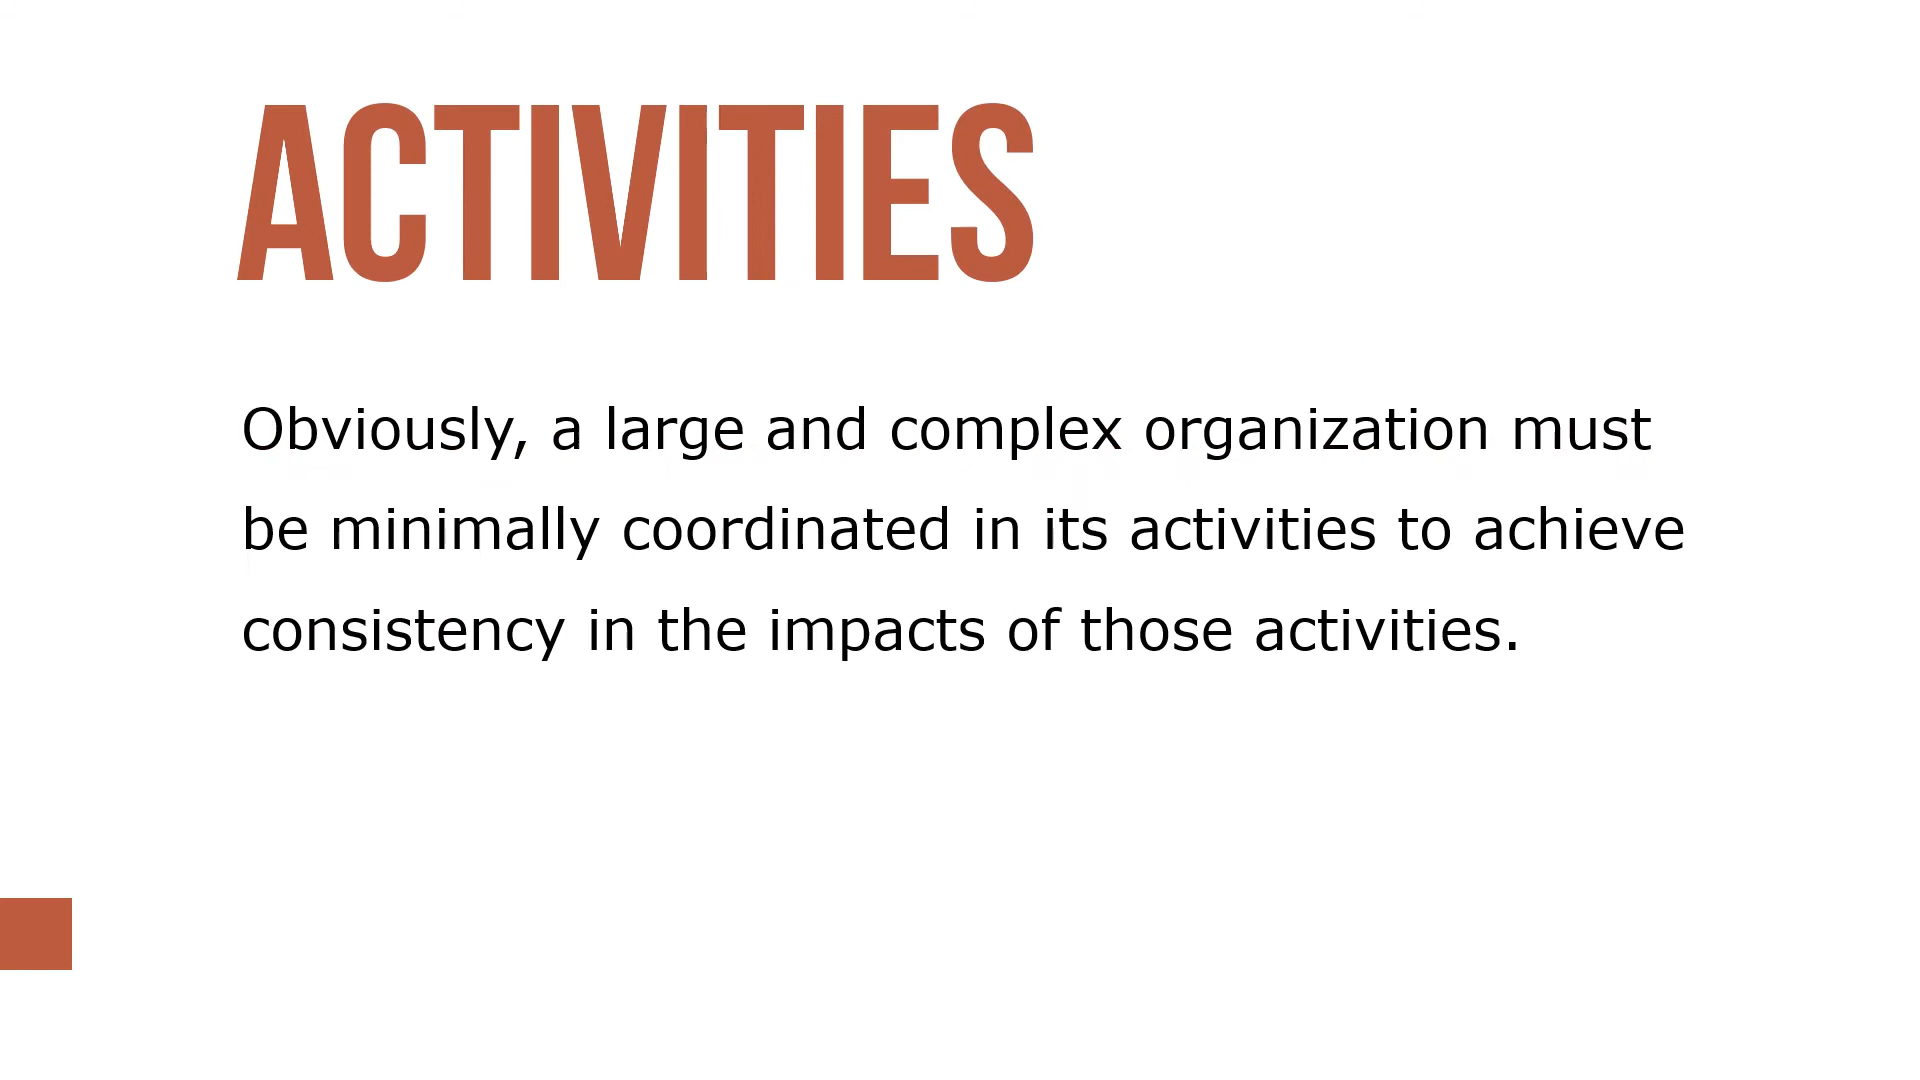 ACTIVITIES
Obviously, a large and complex organization must
be minimally coordinated in its activities to achieve
consistency in the impacts of those activities.